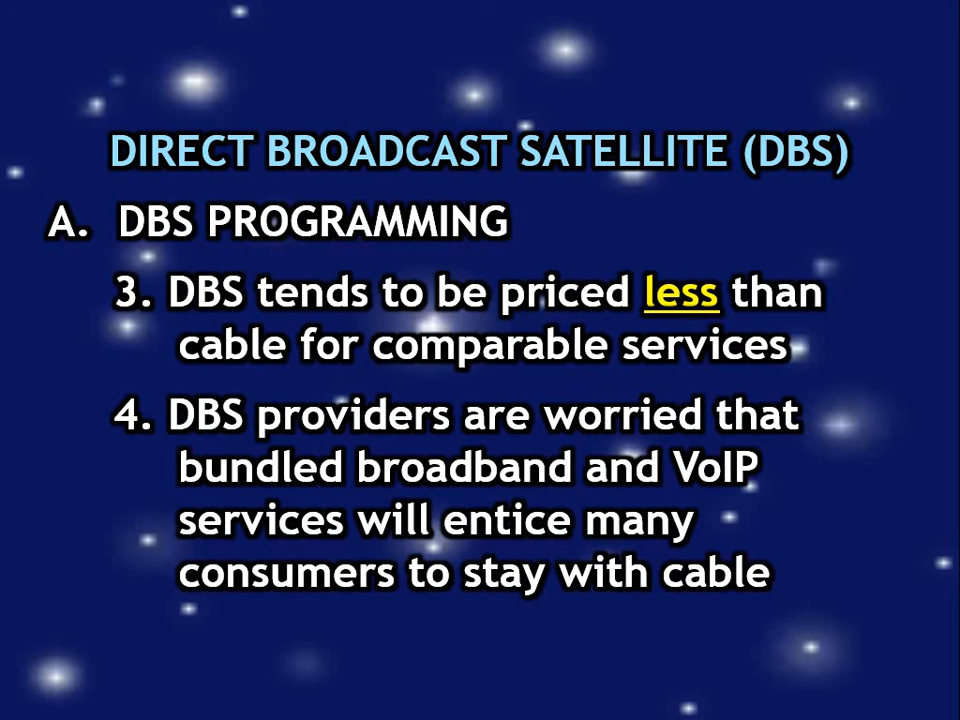 DIRECT BROADCAST SATELLITE (DBS)
A. DBS PROGRAMMING
3. DBS tends to be priced less than
cable for comparable services
4. DBS providers are worried that
bundled broadband and VoIP
services will entice many
consumers to stay with cable